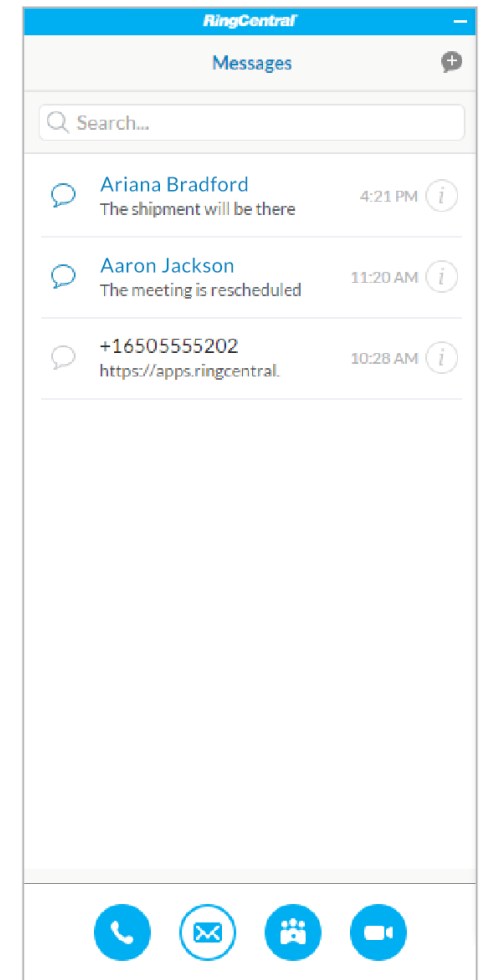 RingCentral
Messages
Search...
Ariana Bradford
The shipment will be there
4:21 PM
Aaron Jackson
The meeting is rescheduled
11:20 AM
+16505555202
https://apps.ringcentral.
10:28 AM